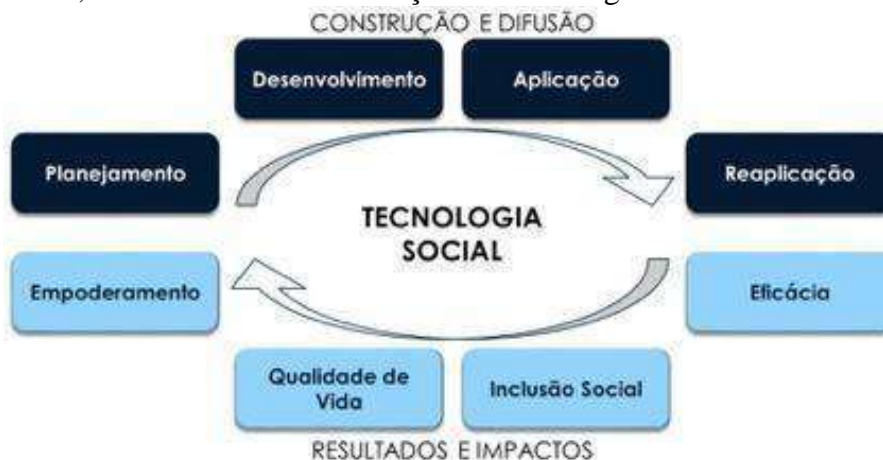 CONSTRUÇÃO E DIFUSÃO
Desenvolvimento
Aplicação
Planejamento
Reaplicação
TECNOLOGIA
SOCIAL
Empoderamento
Eficácia
Qualidade de
Vida
Inclusão Social
RESULTADOS E IMPACTOS